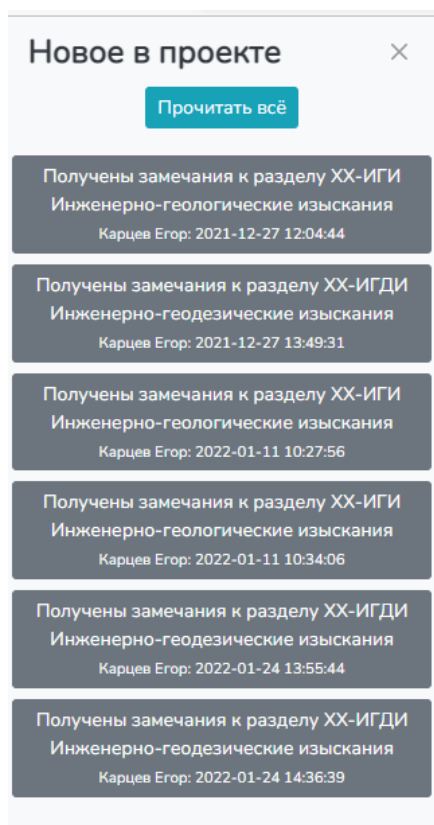 Новое в проекте
×
Прочитать всё
Получены замечания к разделу ХХ-ИГИ
Инженерно-геологические изыскания
Карцев Егор: 2021-12-27 12:04:44
Получены замечания к разделу ХХ-ИГДИ
Инженерно-геодезические изыскания
Карцев Егор: 2021-12-27 13:49:31
Получены замечания к разделу ХХ-ИГИ
Инженерно-геологические изыскания
Карцев Егор: 2022-01-11 10:27:56
Получены замечания к разделу ХХ-ИГИ
Инженерно-геологические изыскания
Карцев Егор: 2022-01-11 10:34:06
Получены замечания к разделу ХХ-ИГДИ
Инженерно-геодезические изыскания
Карцев Егор: 2022-01-24 13:55:44
Получены замечания к разделу ХХ-ИГДИ
Инженерно-геодезические изыскания
Карцев Егор: 2022-01-24 14:36:39